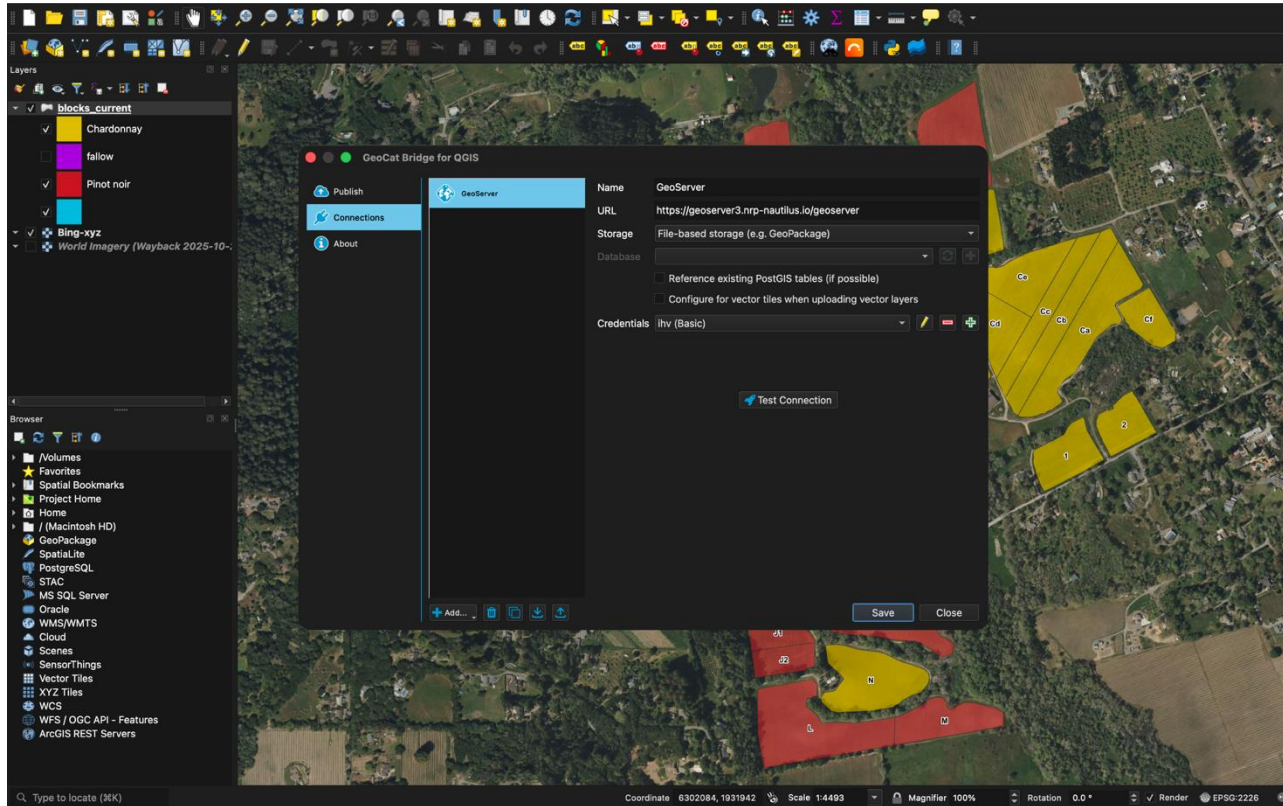 Layers
blocks_current
Chardonnay
fallow
Pinot noir
Bing-xyz
World Imagery (Wayback 2025-10-
Browser
/Volumes
Favorites
Spatial Bookmarks
Project Home
Home
/ (Macintosh HD)
GeoPackage
SpatiaLite
PostgreSQL
STAC
MS SQL Server
Oracle
WMS/WMTS
Cloud
Scenes
SensorThings
Vector Tiles
XYZ Tiles
WCS
WFS / OGC API - Features
ArcGIS REST Servers
GeoCat Bridge for QGIS
Publish
Connections
About
GeoServer
Name GeoServer
URL https://geoserver3.nrp-nautilus.io/geoserver
Storage File-based storage (e.g. GeoPackage)
Database
Reference existing PostGIS tables (if possible)
Configure for vector tiles when uploading vector layers
Credentials ihv (Basic)
Test Connection
Add...
Save Close
Ce
Cd Cc Cb Ca Cf
1 2
J1
J2
N
L M
Type to locate (⌘K) Coordinate 6302084,1931942 Scale 1:4493 Magnifier 100% Rotation 0.0 ° Render EPSG:2226